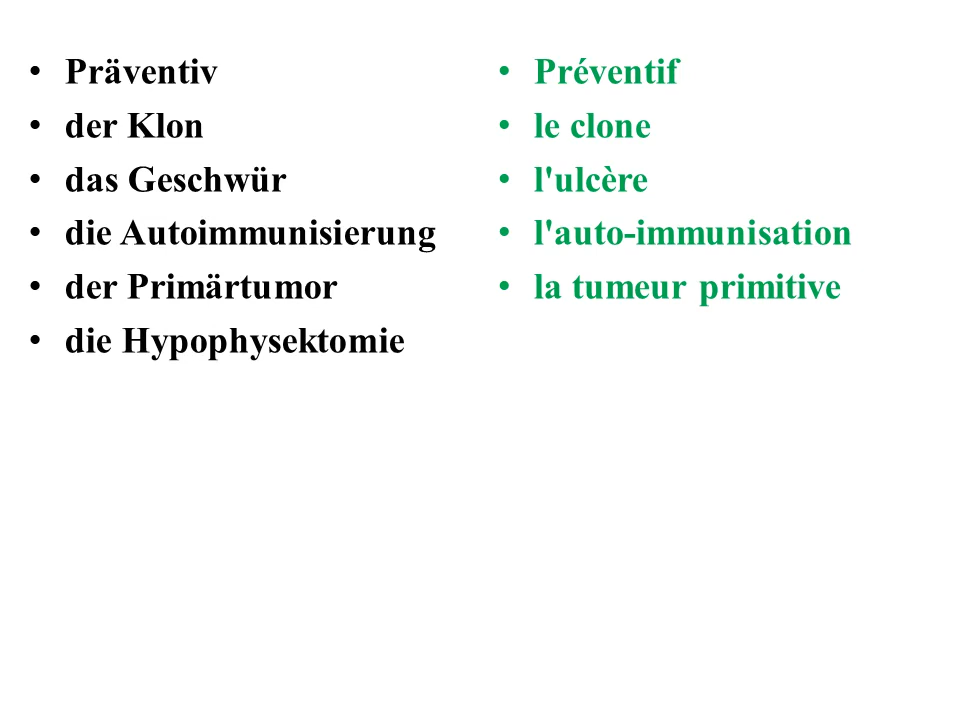 • Präventiv
• der Klon
• das Geschwür
• die Autoimmunisierung
• der Primärtumor
• die Hypophysektomie
• Préventif
• le clone
• l'ulcère
• l'auto-immunisation
• la tumeur primitive